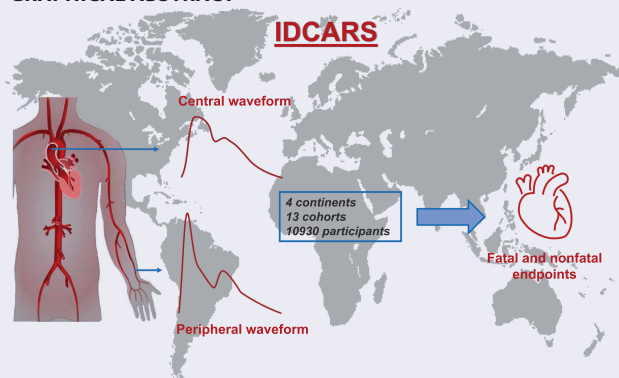 IDCARS
Central waveform
4 continents
13 cohorts
10930 participants
Fatal and nonfatal
endpoints
Peripheral waveform